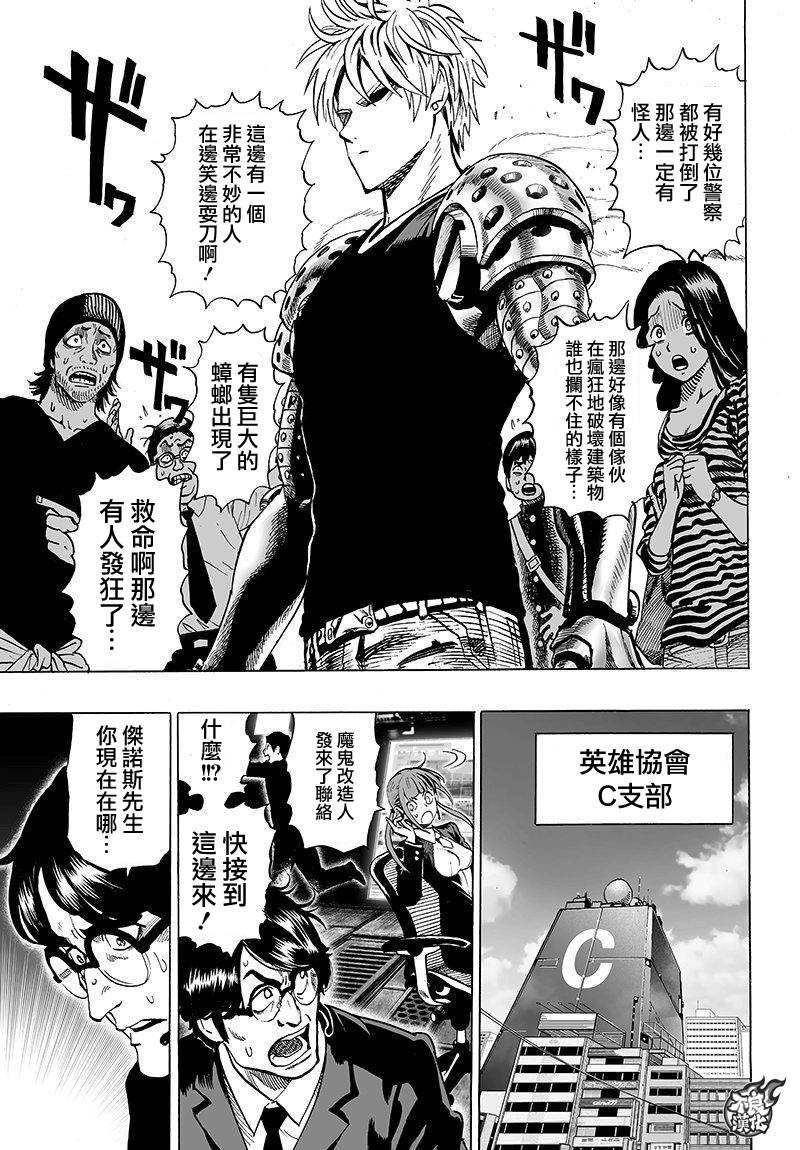 有好幾位警察
都被打倒了
那邊一定有
怪人…
ザワ
這邊有一個
非常不妙的人
在邊笑邊耍刀啊!
ザワ
那邊好像有個傢伙
在瘋狂地破壞建築物
誰也攔不住的樣子…
有隻巨大的
蟑螂出現了
ザワ
救命啊那邊
有人發狂了…
英雄協會
C支部
C
魔鬼改造人
發來了聯絡
什麼!!!?
快接到
這邊來!
傑諾斯先生
你現在在哪…